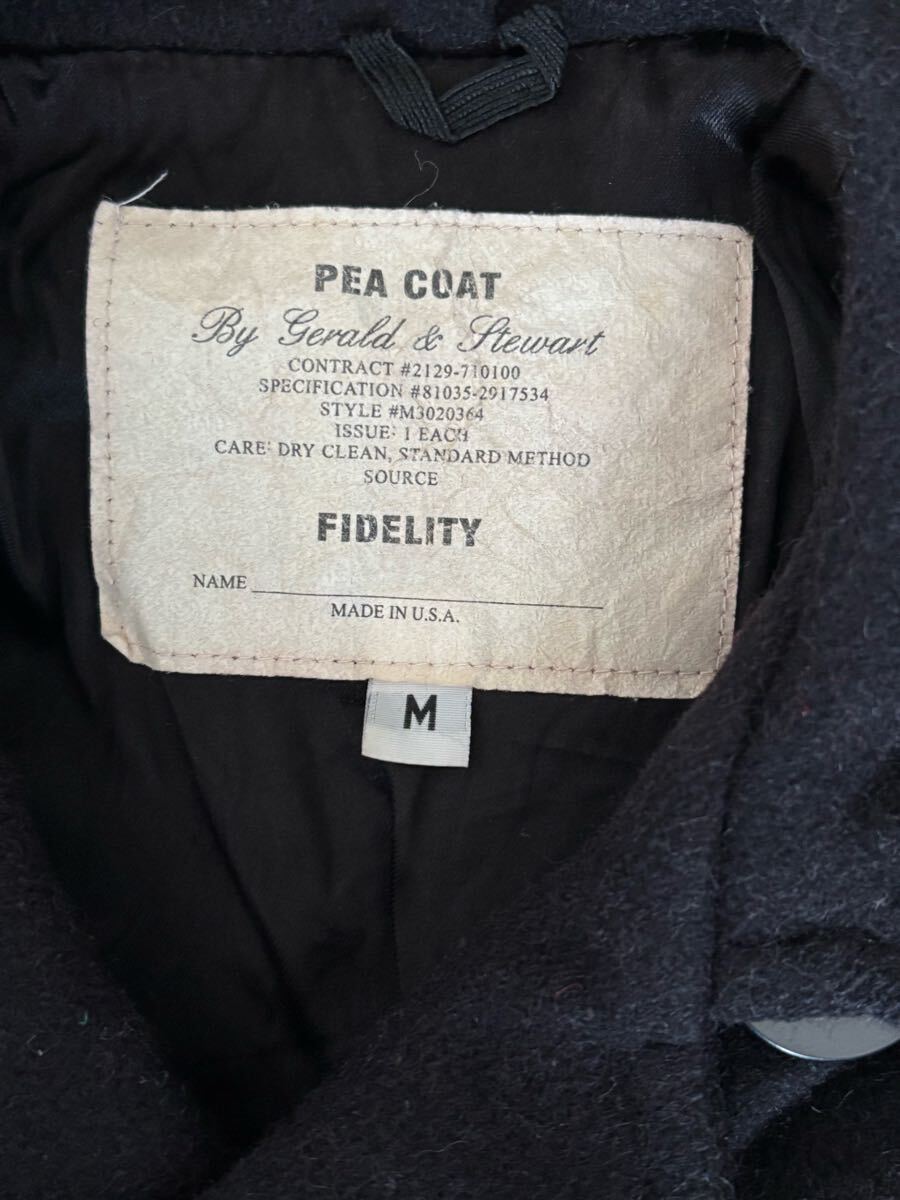 PEA COAT
By Gerald & Stewart
CONTRACT #2129-710100
SPECIFICATION #81035-2917534
STYLE #M3020364
ISSUE: 1 EACH
CARE: DRY CLEAN, STANDARD METHOD
SOURCE
FIDELITY
NAME
MADE IN U.S.A.
M